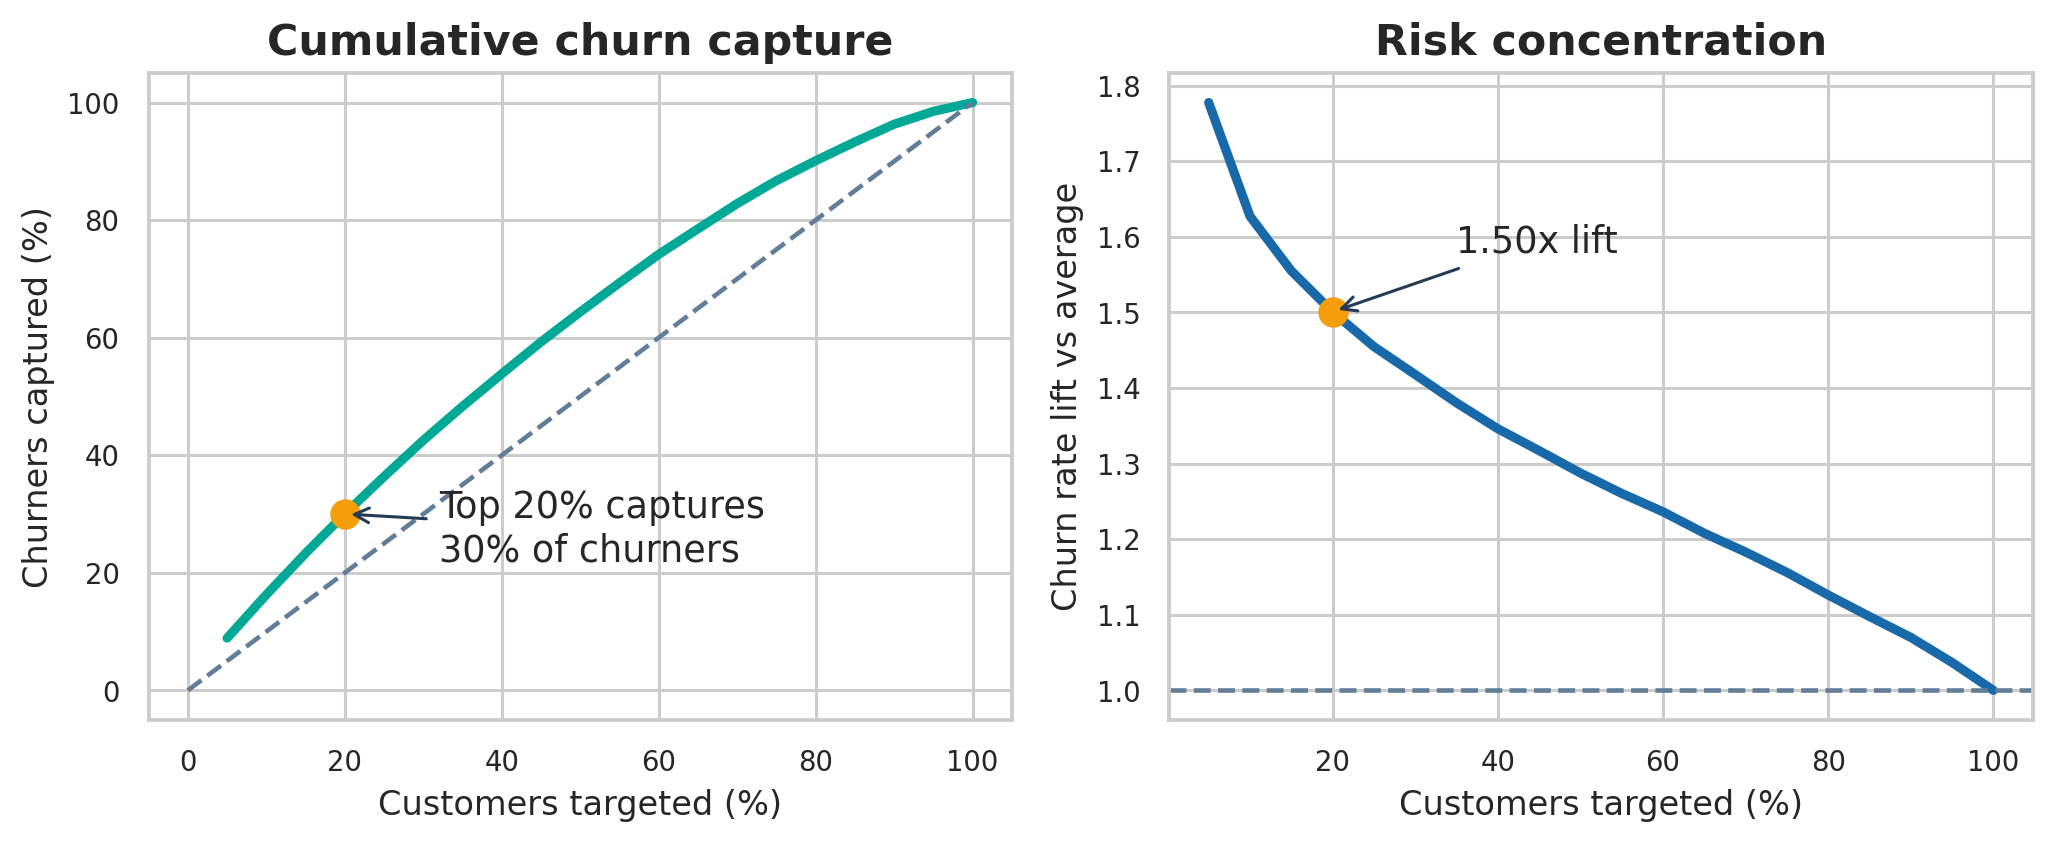 Cumulative churn capture
Churners captured (%)
100
80
60
40
20
0
Top 20% captures
30% of churners
0 20 40 60 80 100
Customers targeted (%)
Risk concentration
Churn rate lift vs average
1.8
1.7
1.6
1.5
1.4
1.3
1.2
1.1
1.0
1.50x lift
20 40 60 80 100
Customers targeted (%)